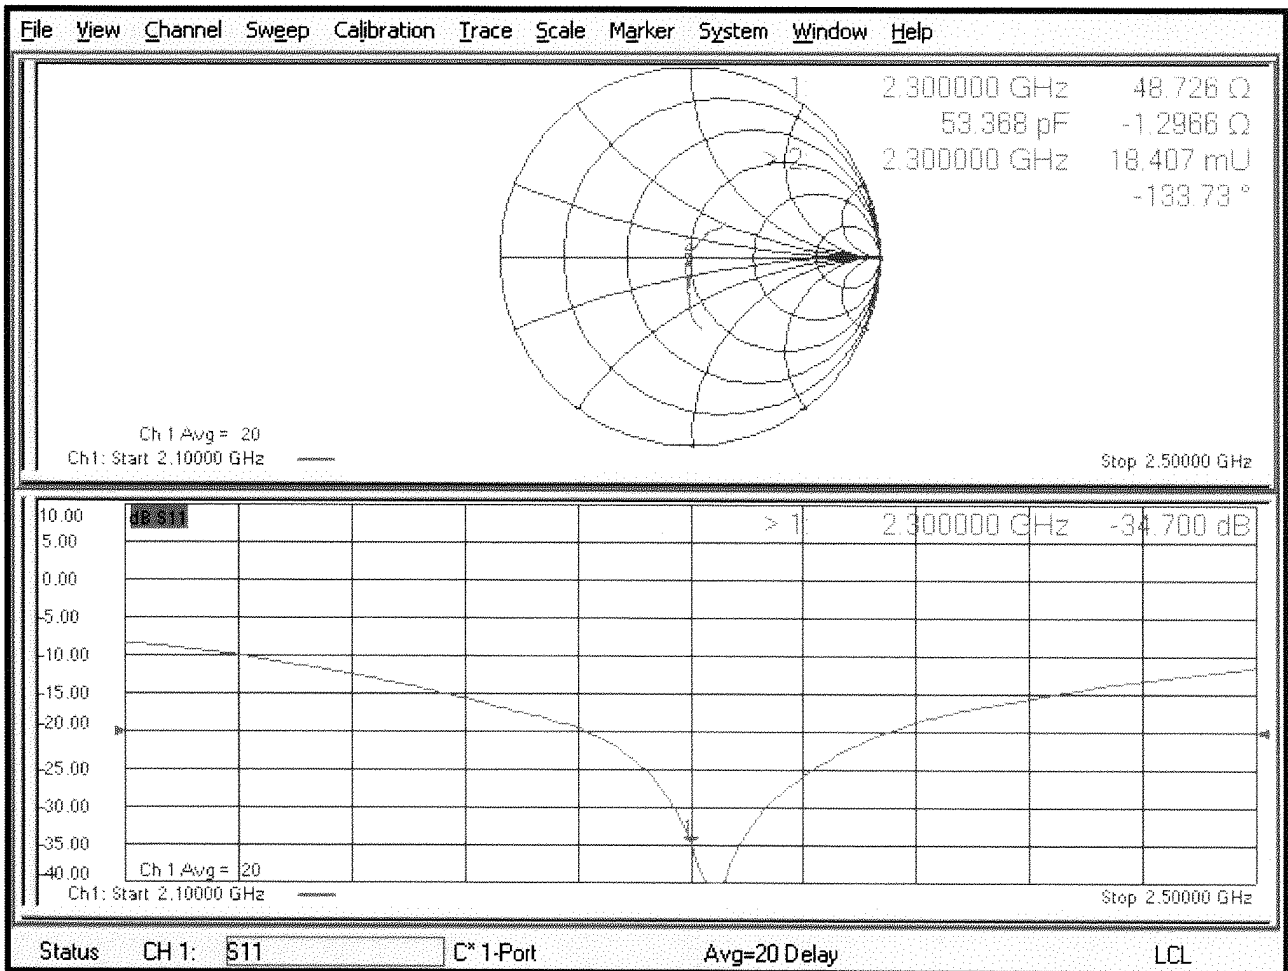 File View Channel Sweep Calibration Trace Scale Marker System Window Help
1: 2.300000 GHz 48.726 Ω
53.368 pF -1.2966 Ω
> 2: 2.300000 GHz 18.407 mU
-133.73 °
Ch 1 Avg = 20
Ch1: Start 2.10000 GHz
Stop 2.50000 GHz
10.00
dB S11
> 1: 2.300000 GHz -34.700 dB
5.00
0.00
-5.00
-10.00
-15.00
-20.00
-25.00
-30.00
-35.00
-40.00
Ch 1 Avg = 20
Ch1: Start 2.10000 GHz
Stop 2.50000 GHz
Status CH 1: S11 C* 1-Port Avg=20 Delay LCL